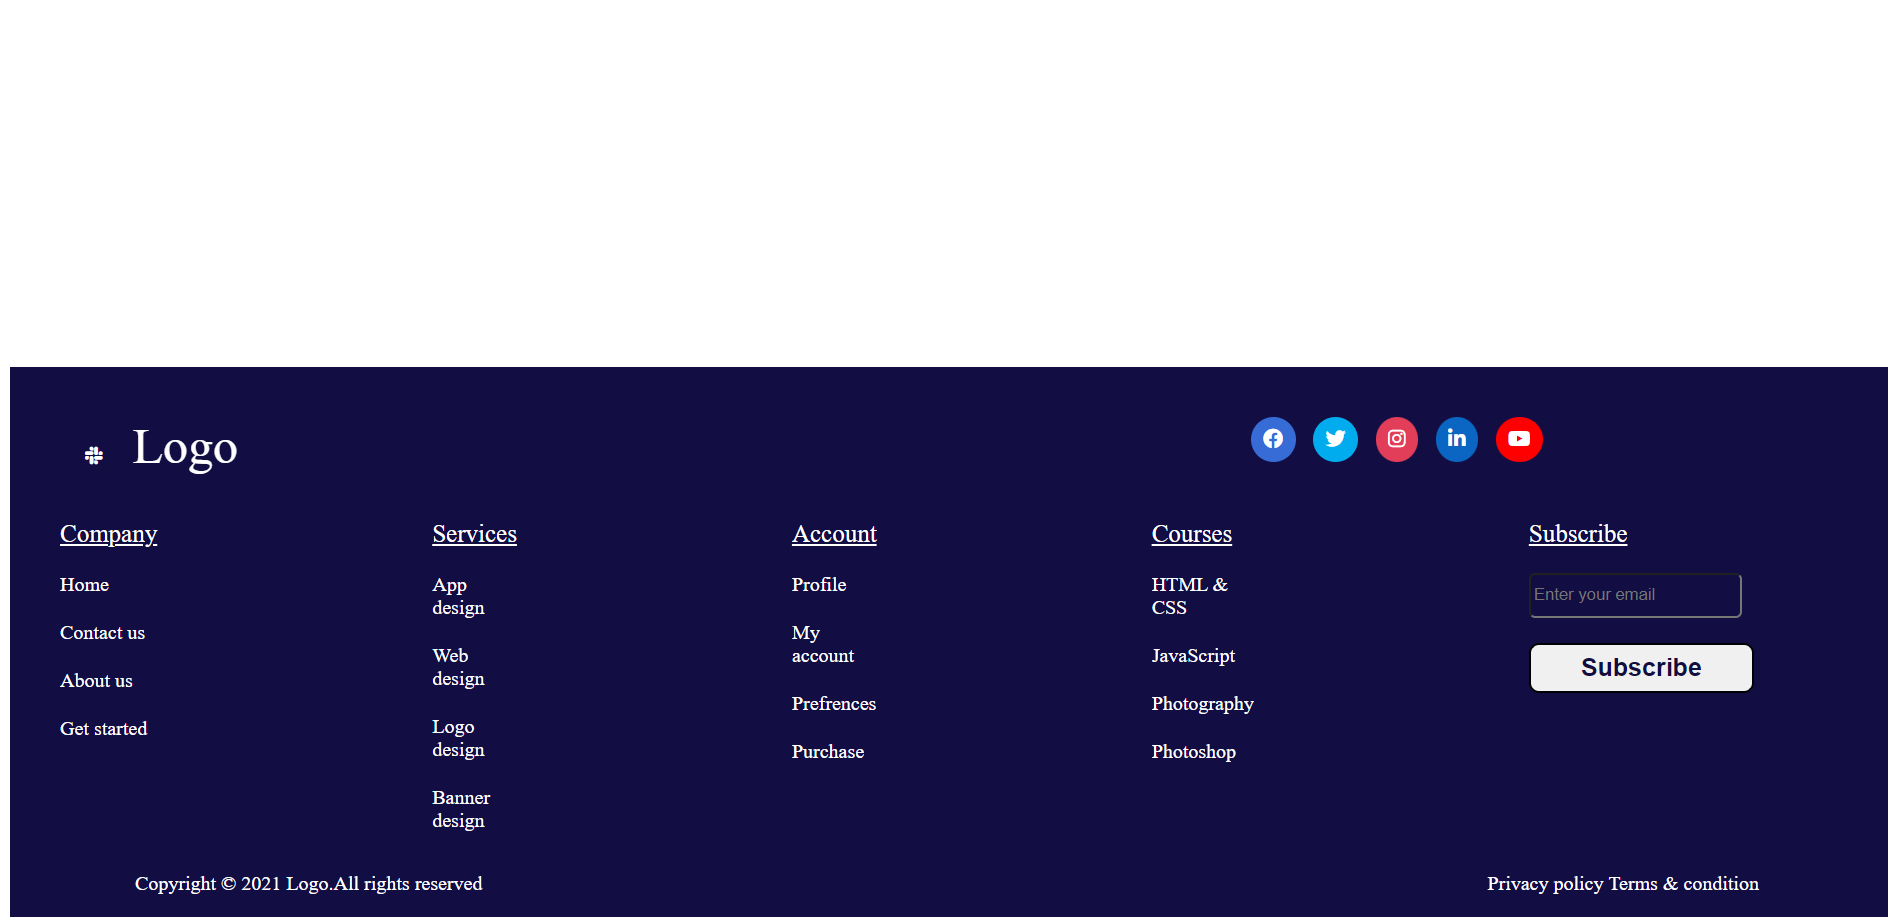 Logo
Company
Home
Contact us
About us
Get started
Services
App
design
Web
design
Logo
design
Banner
design
Account
Profile
My
account
Prefrences
Purchase
Courses
HTML &
CSS
JavaScript
Photography
Photoshop
Subscribe
Enter your email
Subscribe
Copyright © 2021 Logo.All rights reserved
Privacy policy Terms & condition